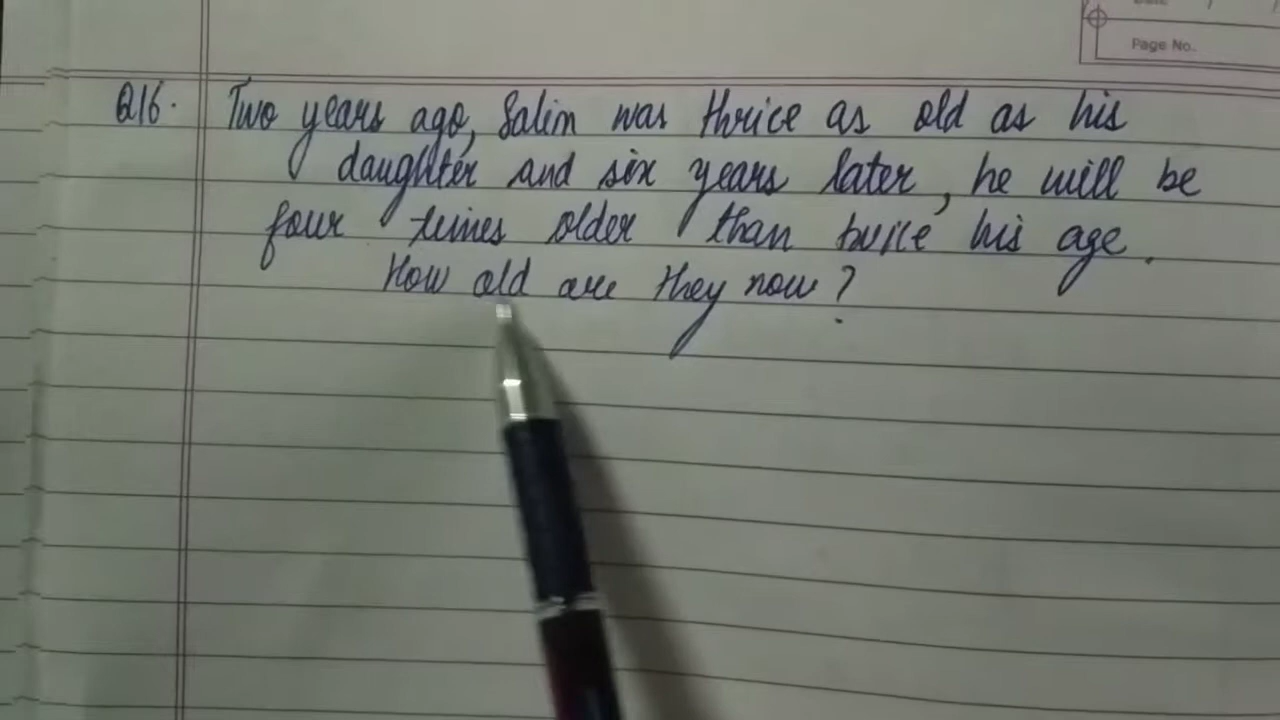 Date / /
Page No.
Q16. Two years ago, Salim was thrice as old as his
daughter and six years later, he will be
four times older than twice his age.
How old are they now?